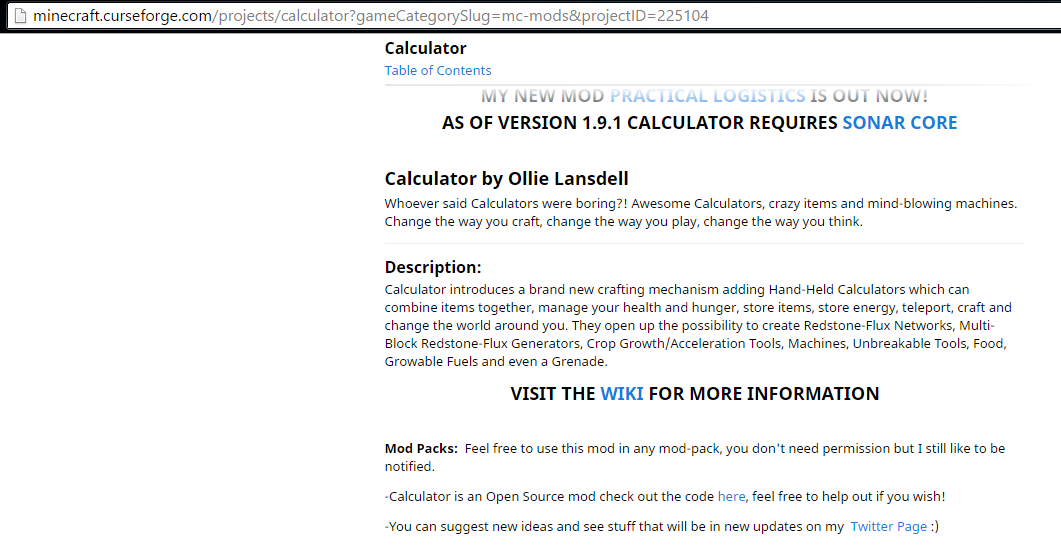 minecraft.curseforge.com/projects/calculator?gameCategorySlug=mc-mods&projectID=225104
Calculator
Table of Contents
MY NEW MOD PRACTICAL LOGISTICS IS OUT NOW!
AS OF VERSION 1.9.1 CALCULATOR REQUIRES SONAR CORE
Calculator by Ollie Lansdell
Whoever said Calculators were boring?! Awesome Calculators, crazy items and mind-blowing machines.
Change the way you craft, change the way you play, change the way you think.
Description:
Calculator introduces a brand new crafting mechanism adding Hand-Held Calculators which can
combine items together, manage your health and hunger, store items, store energy, teleport, craft and
change the world around you. They open up the possibility to create Redstone-Flux Networks, Multi-
Block Redstone-Flux Generators, Crop Growth/Acceleration Tools, Machines, Unbreakable Tools, Food,
Growable Fuels and even a Grenade.
VISIT THE WIKI FOR MORE INFORMATION
Mod Packs:  Feel free to use this mod in any mod-pack, you don't need permission but I still like to be
notified.
-Calculator is an Open Source mod check out the code here, feel free to help out if you wish!
-You can suggest new ideas and see stuff that will be in new updates on my  Twitter Page :)